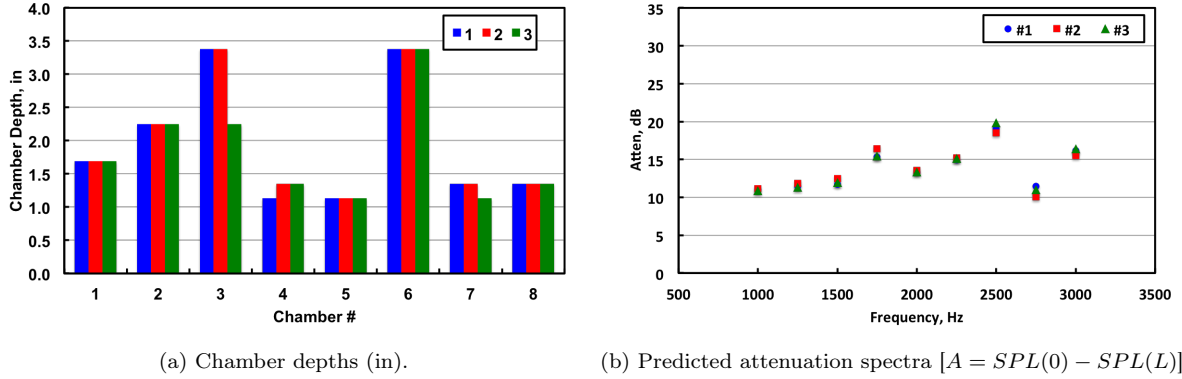 4.0
3.5
3.0
2.5
2.0
1.5
1.0
0.5
0.0
Chamber Depth, in
1 2 3
1 2 3 4 5 6 7 8
Chamber #
(a) Chamber depths (in).
35
30
25
20
15
10
5
0
Atten, dB
#1 #2 #3
500 1000 1500 2000 2500 3000 3500
Frequency, Hz
(b) Predicted attenuation spectra [A = SPL(0) − SPL(L)]